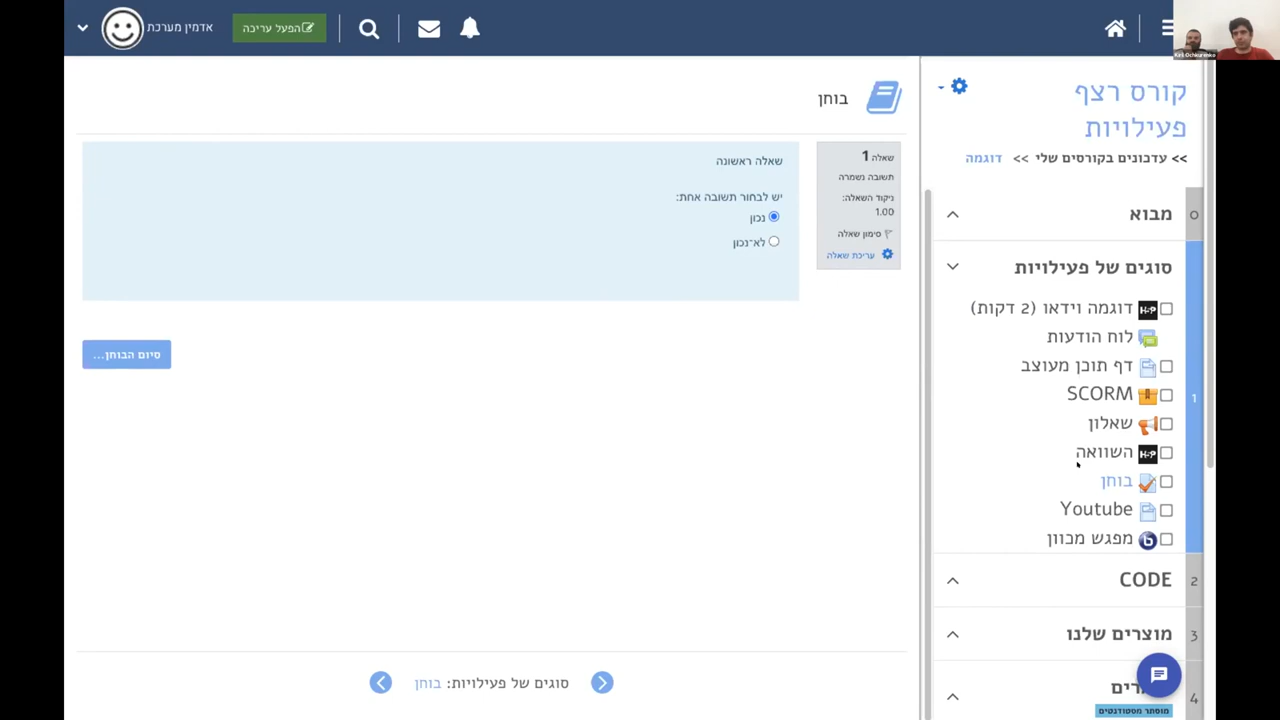 אדמין מערכת
הפעל עריכה
Kiril Ochkurenko
קורס רצף
פעילויות
<< עדכונים בקורסים שלי >> דוגמה
בוחן
שאלה 1
תשובה נשמרה
ניקוד השאלה:
1.00
סימון שאלה
עריכת שאלה
שאלה ראשונה
יש לבחור תשובה אחת:
נכון
לא־נכון
סיום הבוחן...
0
מבוא
1
סוגים של פעילויות
H-P דוגמה וידאו (2 דקות)
לוח הודעות
דף תוכן מעוצב
SCORM
שאלון
H-P השוואה
בוחן
Youtube
b מפגש מכוון
2
CODE
3
מוצרים שלנו
4
מוסתר מסטודנטים
סוגים של פעילויות: בוחן